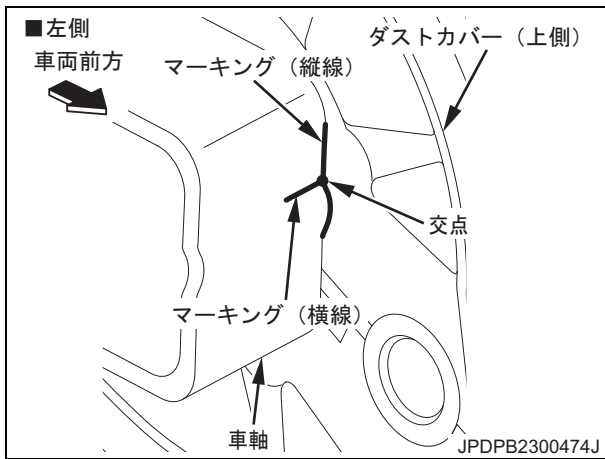 ■左側
車両前方
マーキング（縦線）
ダストカバー（上側）
交点
マーキング（横線）
車軸
JPDPB2300474J